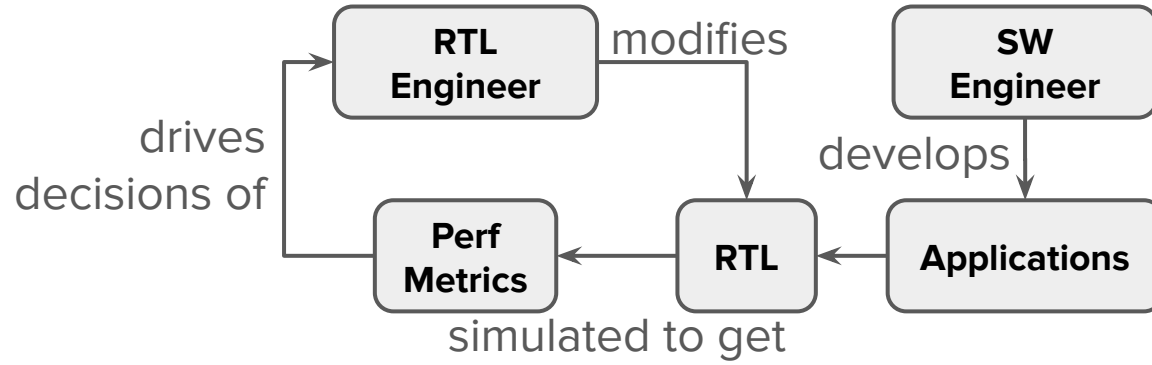 RTL
Engineer
modifies
SW
Engineer
drives
decisions of
develops
Perf
Metrics
RTL
Applications
simulated to get